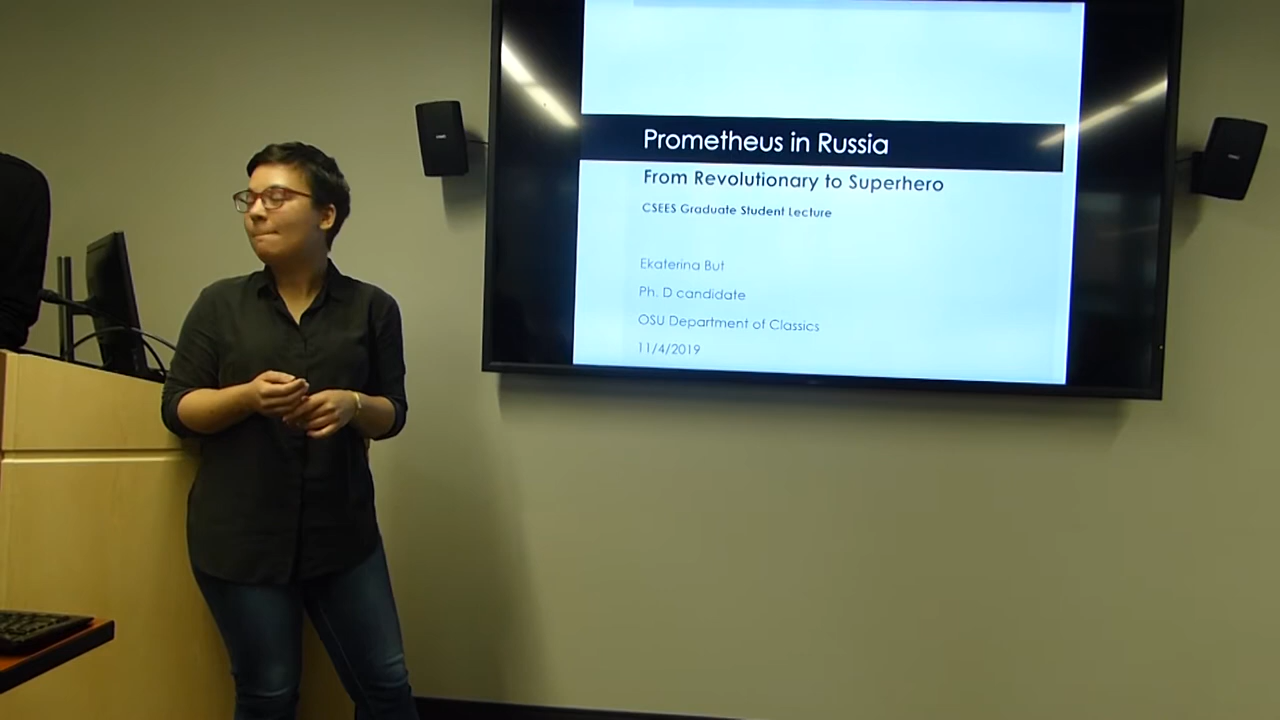 Prometheus in Russia
From Revolutionary to Superhero
CSEES Graduate Student Lecture
Ekaterina But
Ph. D candidate
OSU Department of Classics
11/4/2019